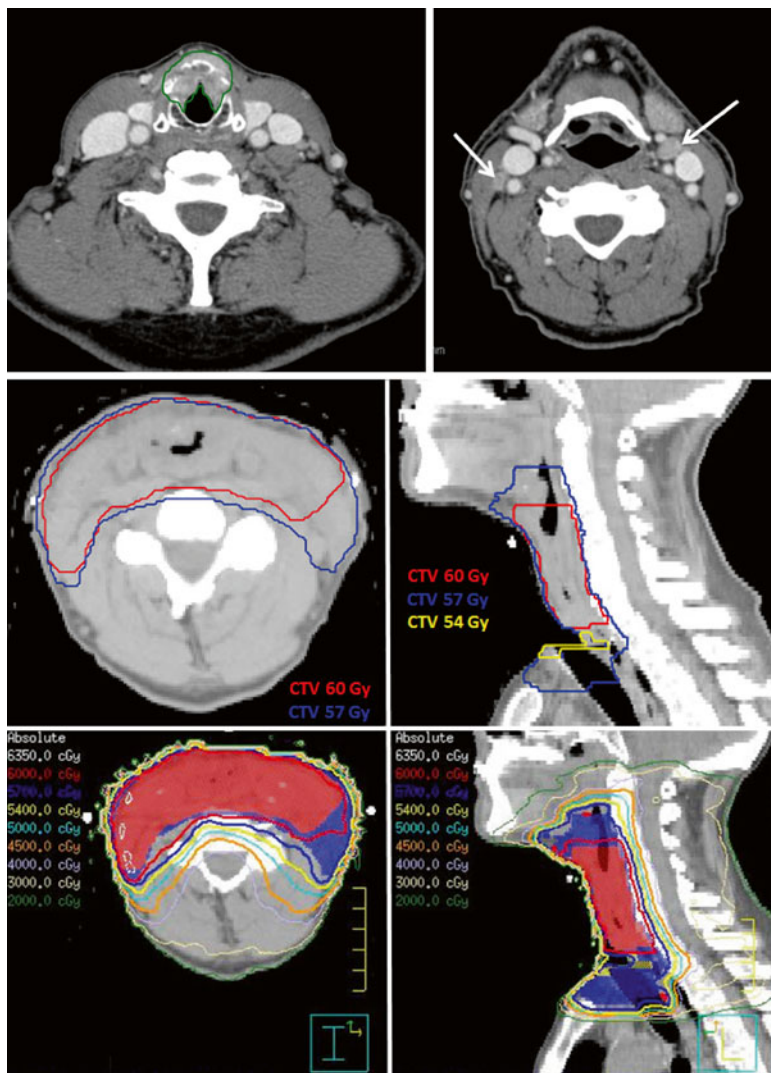 m
CTV 60 Gy
CTV 57 Gy
CTV 60 Gy
CTV 57 Gy
CTV 54 Gy
Absolute
6350.0 cGy
6000.0 cGy
5700.0 cGy
5400.0 cGy
5000.0 cGy
4500.0 cGy
4000.0 cGy
3000.0 cGy
2000.0 cGy
Absolute
6350.0 cGy
6000.0 cGy
5700.0 cGy
5400.0 cGy
5000.0 cGy
4500.0 cGy
4000.0 cGy
3000.0 cGy
2000.0 cGy